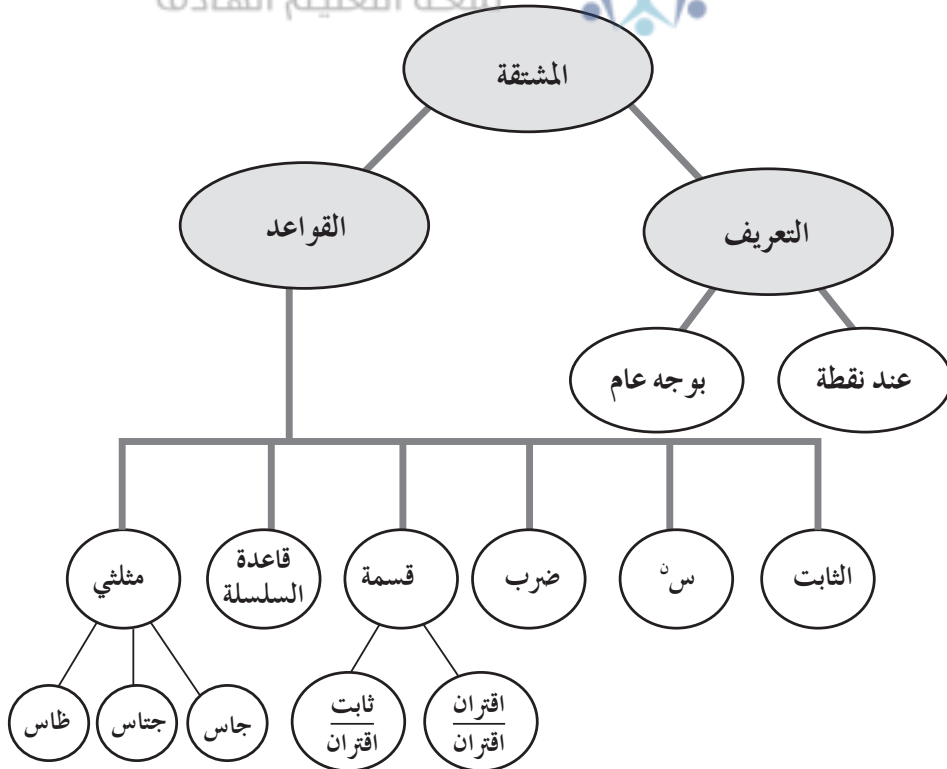 المشتقة
التعريف
القواعد
عند نقطة
بوجه عام
الثابت
س^ن
ضرب
قسمة
قاعدة
السلسلة
مثلثي
اقتران
اقتران
ثابت
اقتران
جاس
جتاس
ظاس